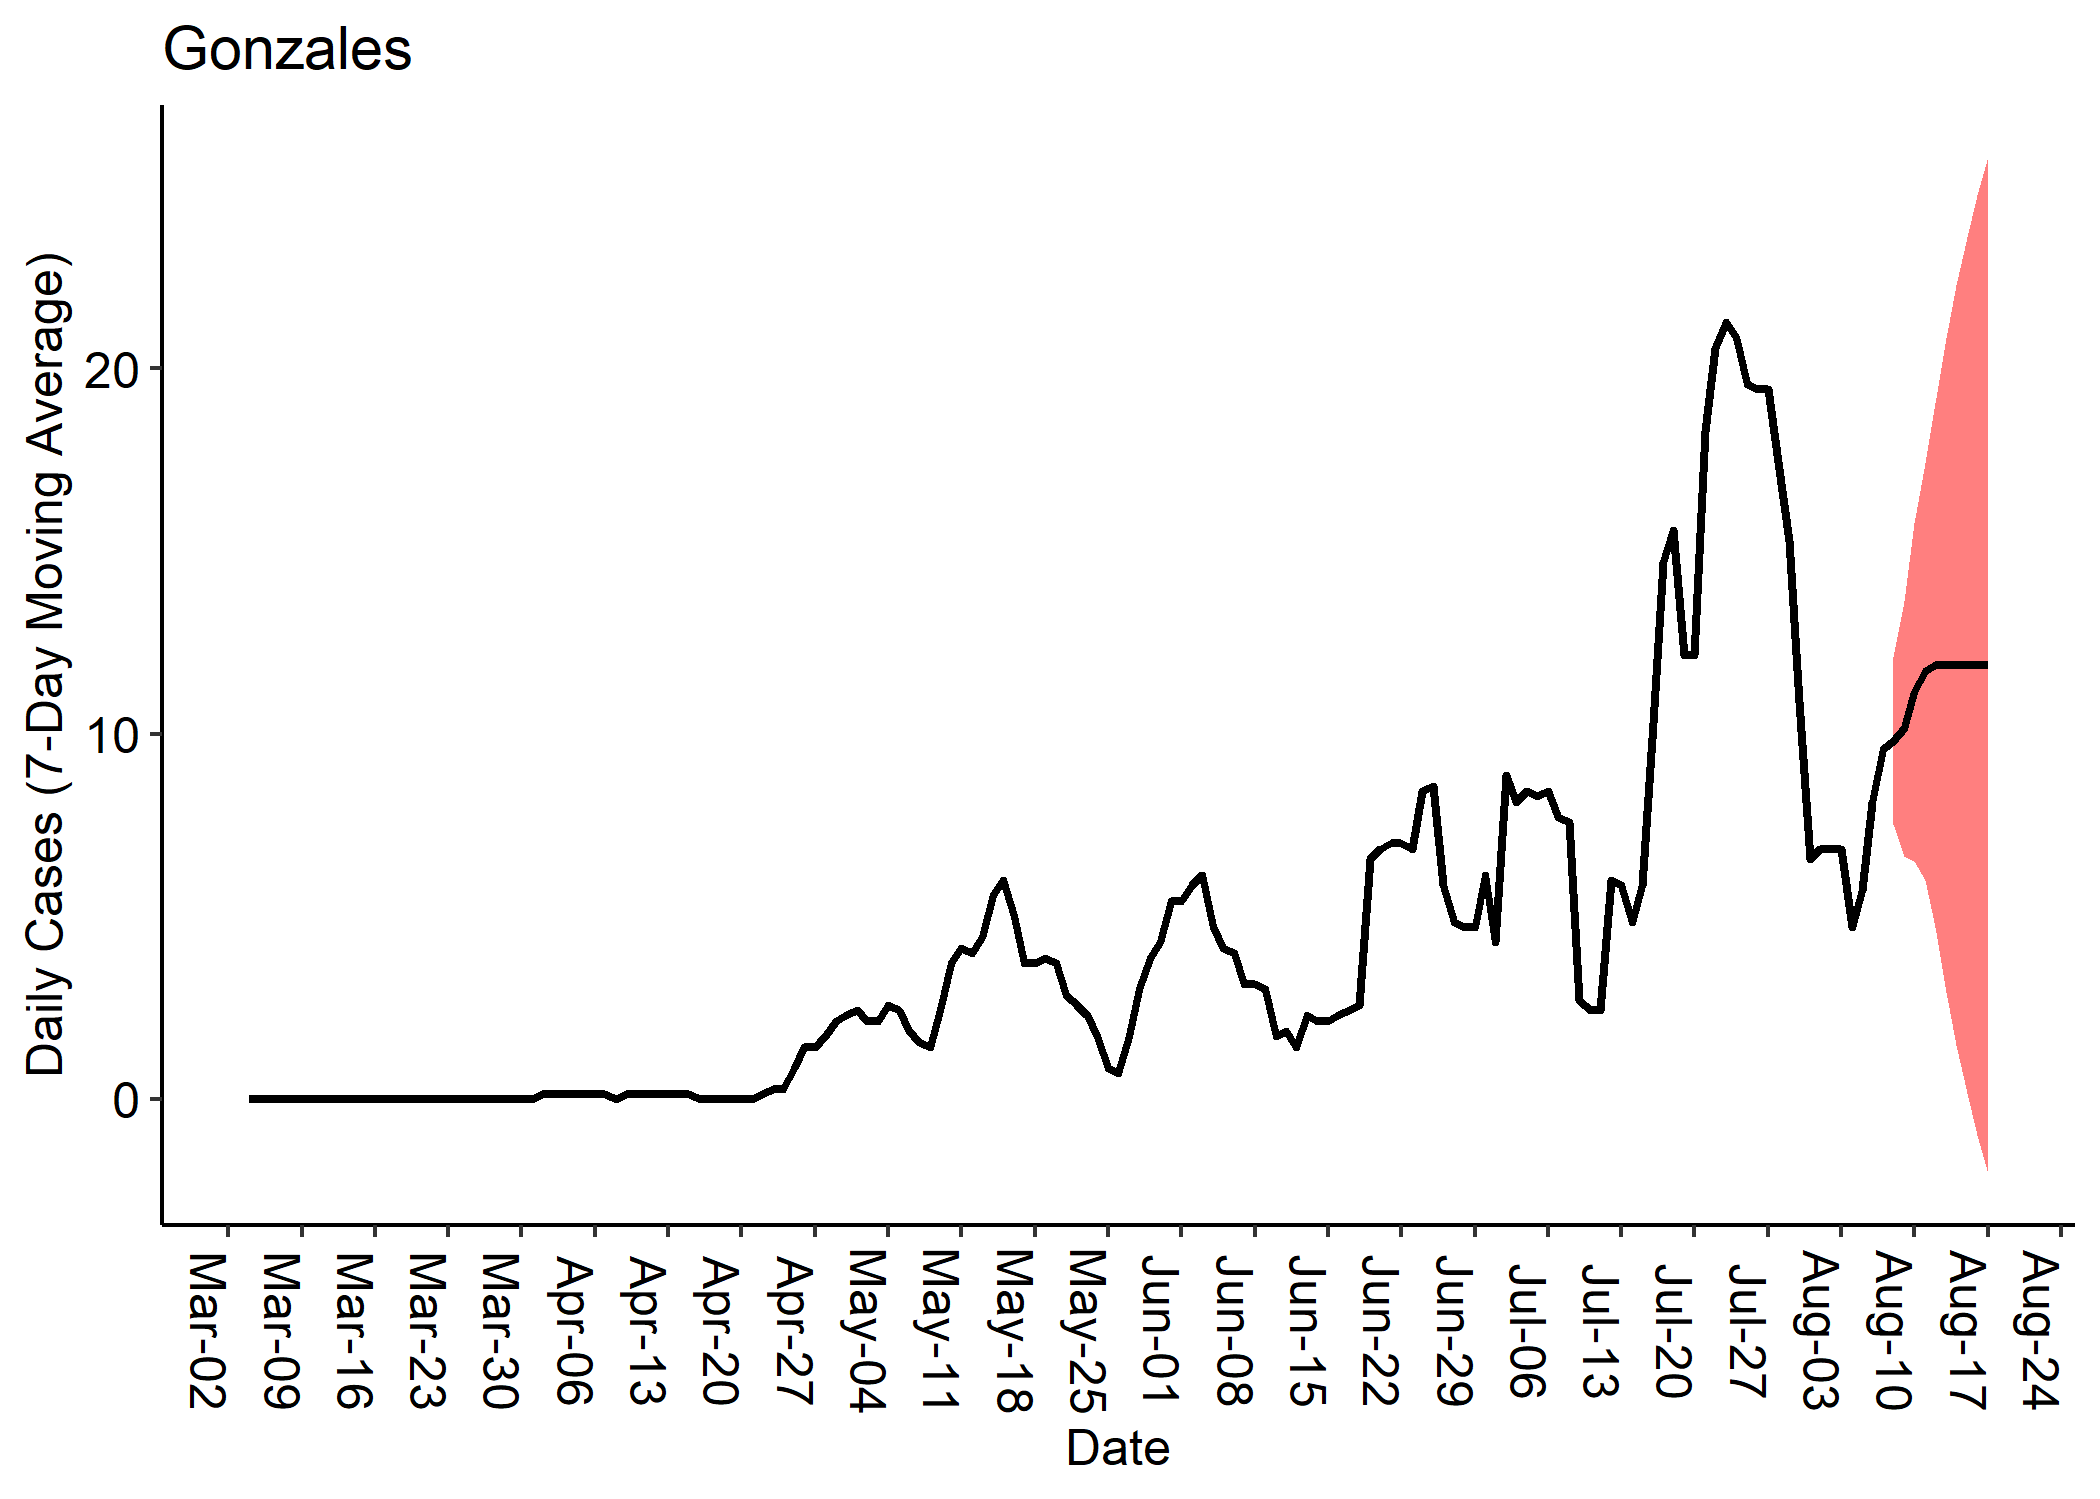 Gonzales
Daily Cases (7-Day Moving Average)
20
10
0
Mar-02
Mar-09
Mar-16
Mar-23
Mar-30
Apr-06
Apr-13
Apr-20
Apr-27
May-04
May-11
May-18
May-25
Jun-01
Jun-08
Jun-15
Jun-22
Jun-29
Jul-06
Jul-13
Jul-20
Jul-27
Aug-03
Aug-10
Aug-17
Aug-24
Date